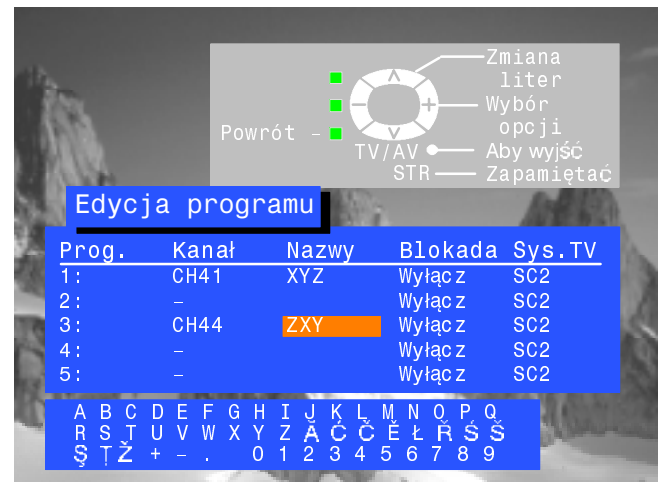 Zmiana
liter
Wybór
opcji
Powrót –
TV/AV Aby wyjść
STR Zapamiętać
Edycja programu
Prog. Kanał Nazwy Blokada Sys.TV
1: CH41 XYZ Wyłącz SC2
2: – Wyłącz SC2
3: CH44 ZXY Wyłącz SC2
4: – Wyłącz SC2
5: – Wyłącz SC2
A B C D E F G H I J K L M N O P Q
R S T U V W X Y Z Ă Ć Č Ě Ł Ř Ś Š
Ş Ţ Ž + – . 0 1 2 3 4 5 6 7 8 9